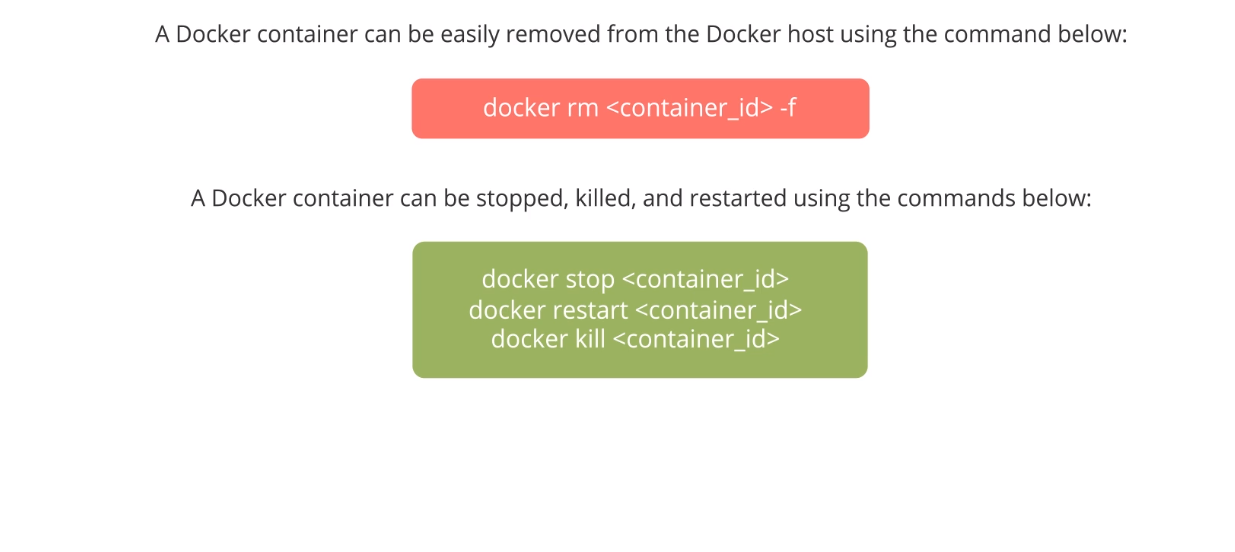 A Docker container can be easily removed from the Docker host using the command below:
docker rm <container_id> -f
A Docker container can be stopped, killed, and restarted using the commands below:
docker stop <container_id>
docker restart <container_id>
docker kill <container_id>